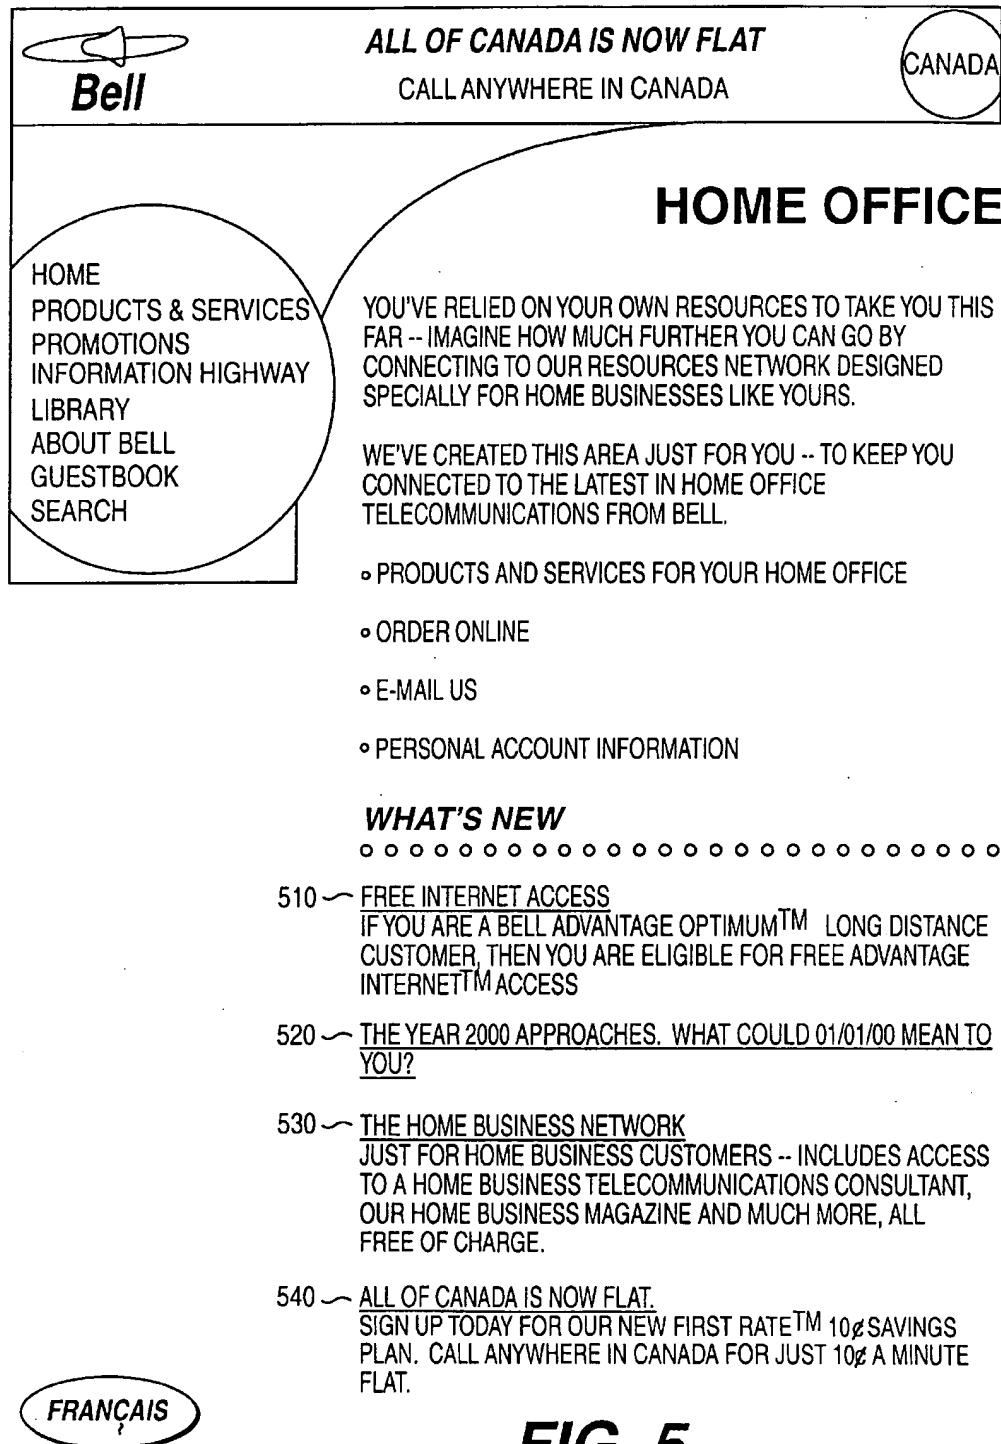 Bell
ALL OF CANADA IS NOW FLAT
CALL ANYWHERE IN CANADA
CANADA
HOME OFFICE
HOME
PRODUCTS & SERVICES
PROMOTIONS
INFORMATION HIGHWAY
LIBRARY
ABOUT BELL
GUESTBOOK
SEARCH
YOU'VE RELIED ON YOUR OWN RESOURCES TO TAKE YOU THIS
FAR -- IMAGINE HOW MUCH FURTHER YOU CAN GO BY
CONNECTING TO OUR RESOURCES NETWORK DESIGNED
SPECIALLY FOR HOME BUSINESSES LIKE YOURS.
WE'VE CREATED THIS AREA JUST FOR YOU -- TO KEEP YOU
CONNECTED TO THE LATEST IN HOME OFFICE
TELECOMMUNICATIONS FROM BELL.
∘ PRODUCTS AND SERVICES FOR YOUR HOME OFFICE
∘ ORDER ONLINE
∘ E-MAIL US
∘ PERSONAL ACCOUNT INFORMATION
WHAT'S NEW
510 FREE INTERNET ACCESS
IF YOU ARE A BELL ADVANTAGE OPTIMUM™ LONG DISTANCE
CUSTOMER, THEN YOU ARE ELIGIBLE FOR FREE ADVANTAGE
INTERNET™ ACCESS
520 THE YEAR 2000 APPROACHES. WHAT COULD 01/01/00 MEAN TO
YOU?
530 THE HOME BUSINESS NETWORK
JUST FOR HOME BUSINESS CUSTOMERS -- INCLUDES ACCESS
TO A HOME BUSINESS TELECOMMUNICATIONS CONSULTANT,
OUR HOME BUSINESS MAGAZINE AND MUCH MORE, ALL
FREE OF CHARGE.
540 ALL OF CANADA IS NOW FLAT.
SIGN UP TODAY FOR OUR NEW FIRST RATE™ 10¢ SAVINGS
PLAN. CALL ANYWHERE IN CANADA FOR JUST 10¢ A MINUTE
FLAT.
FRANÇAIS
FIG. 5